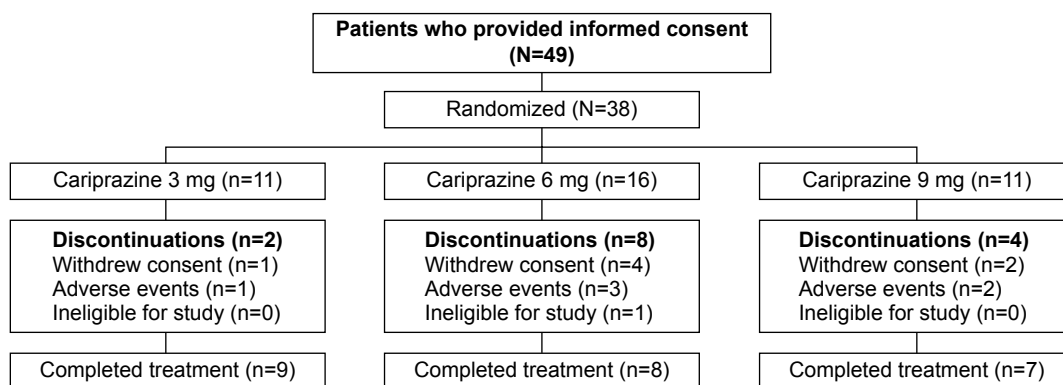 Patients who provided informed consent
(N=49)
Randomized (N=38)
Cariprazine 3 mg (n=11)
Cariprazine 6 mg (n=16)
Cariprazine 9 mg (n=11)
Discontinuations (n=2)
Withdrew consent (n=1)
Adverse events (n=1)
Ineligible for study (n=0)
Discontinuations (n=8)
Withdrew consent (n=4)
Adverse events (n=3)
Ineligible for study (n=1)
Discontinuations (n=4)
Withdrew consent (n=2)
Adverse events (n=2)
Ineligible for study (n=0)
Completed treatment (n=9)
Completed treatment (n=8)
Completed treatment (n=7)